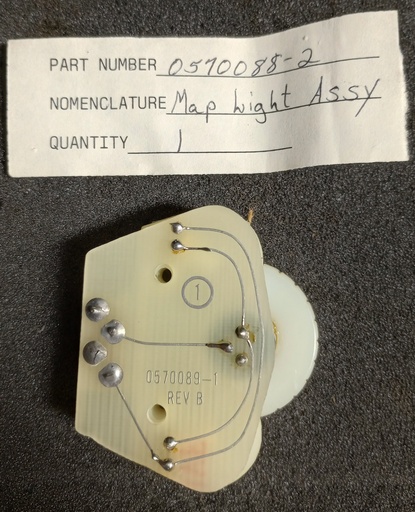 PART NUMBER 0570088-2
NOMENCLATURE Map Light Assy
QUANTITY 1
1
0570089-1
REV B